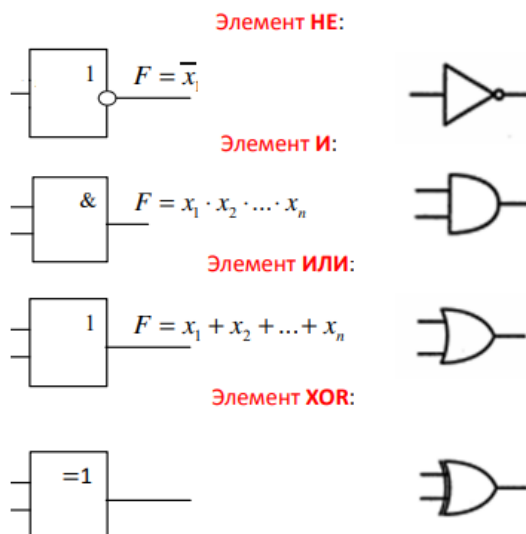 Элемент НЕ:
1 F = x̅₁
Элемент И:
& F = x₁ · x₂ · ... · xₙ
Элемент ИЛИ:
1 F = x₁ + x₂ + ... + xₙ
Элемент XOR:
=1